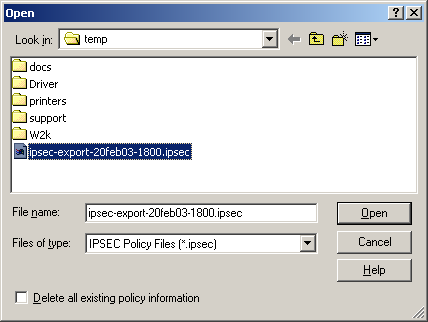 Open
Look in: temp
docs
Driver
printers
support
W2k
ipsec-export-20feb03-1800.ipsec
File name: ipsec-export-20feb03-1800.ipsec Open
Files of type: IPSEC Policy Files (*.ipsec) Cancel
Help
Delete all existing policy information